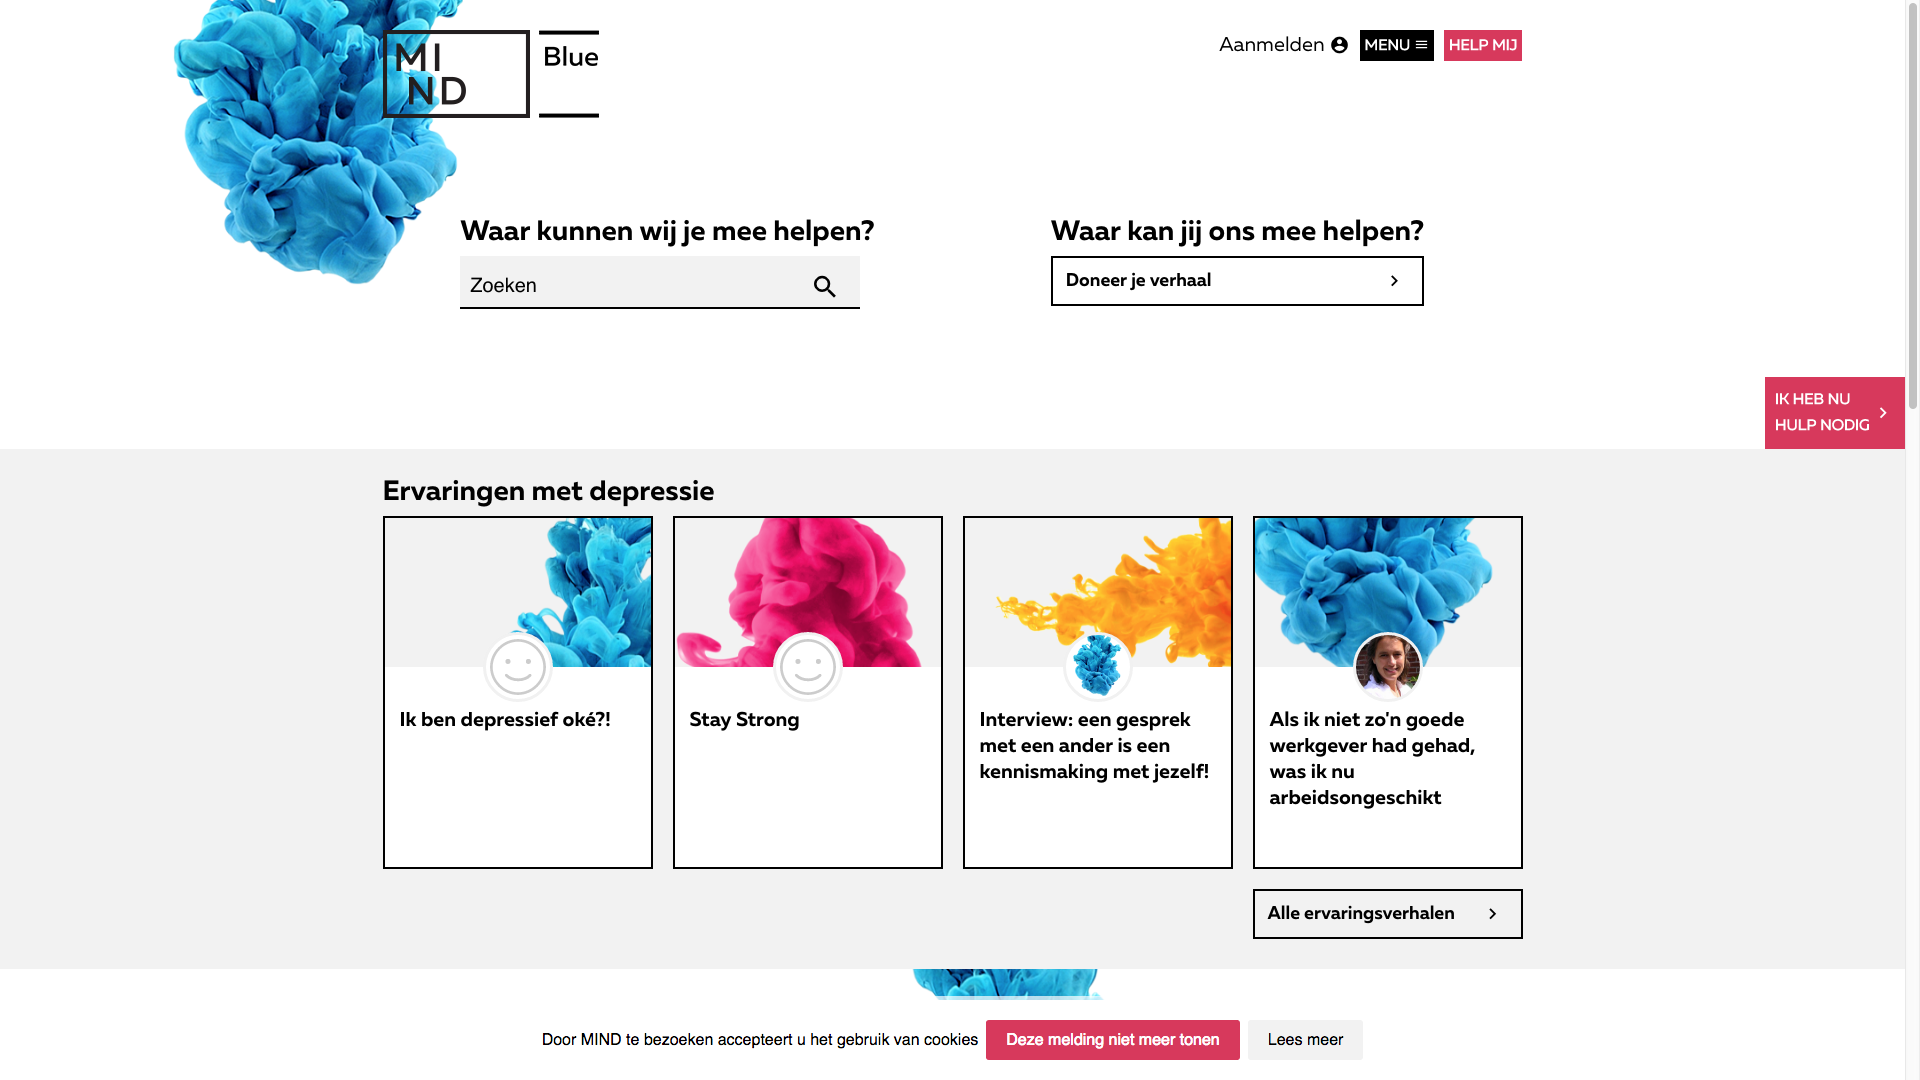 MI
ND
Blue
Aanmelden
MENU
HELP MIJ
Waar kunnen wij je mee helpen?
Zoeken
Waar kan jij ons mee helpen?
Doneer je verhaal
IK HEB NU
HULP NODIG
Ervaringen met depressie
Ik ben depressief oké?!
Stay Strong
Interview: een gesprek
met een ander is een
kennismaking met jezelf!
Als ik niet zo'n goede
werkgever had gehad,
was ik nu
arbeidsongeschikt
Alle ervaringsverhalen
Door MIND te bezoeken accepteert u het gebruik van cookies
Deze melding niet meer tonen
Lees meer